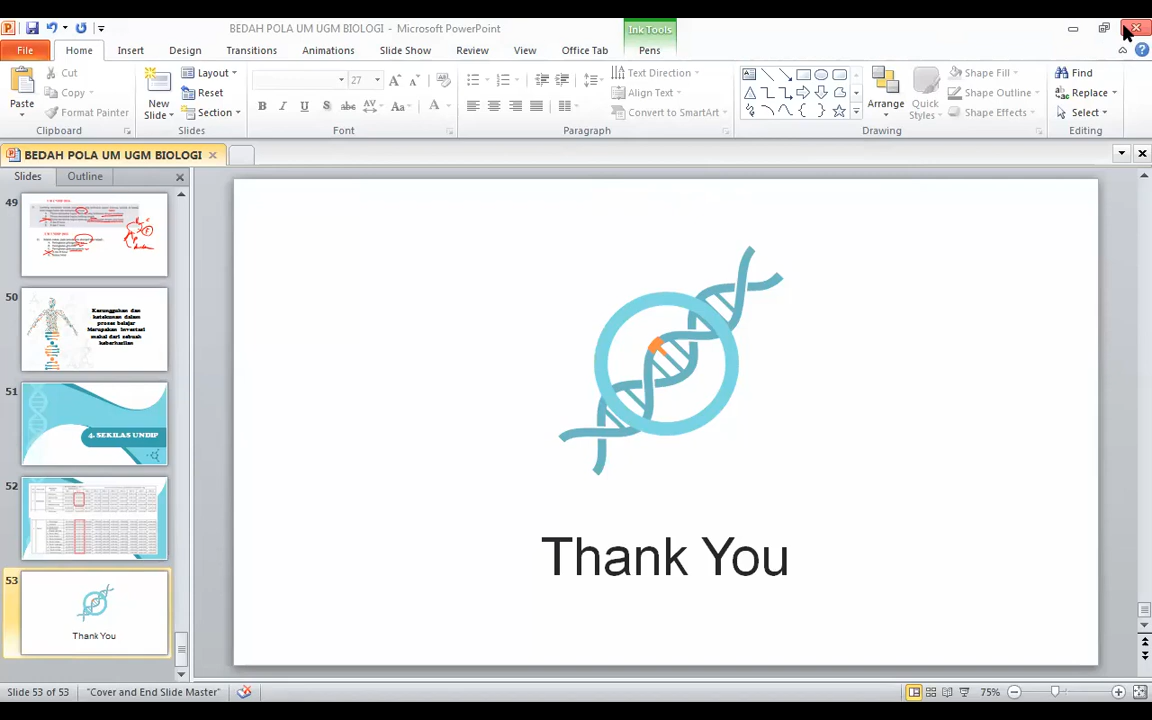 BEDAH POLA UM UGM BIOLOGI - Microsoft PowerPoint
Ink Tools
File Home Insert Design Transitions Animations Slide Show Review View Office Tab Pens
Paste
Cut
Copy
Format Painter
Clipboard
New Slide
Layout
Reset
Section
Slides
27
B I U S abc AV Aa A
Font
Text Direction
Align Text
Convert to SmartArt
Paragraph
Arrange
Quick Styles
Shape Fill
Shape Outline
Shape Effects
Drawing
Find
Replace
Select
Editing
BEDAH POLA UM UGM BIOLOGI
Slides Outline
49
50
Kesungguhan dan
ketekunan dalam
proses belajar
Merupakan investasi
mahal dari sebuah
keberhasilan
51
4. SEKILAS UNDIP
52
53
Thank You
Thank You
Slide 53 of 53 "Cover and End Slide Master" 75%